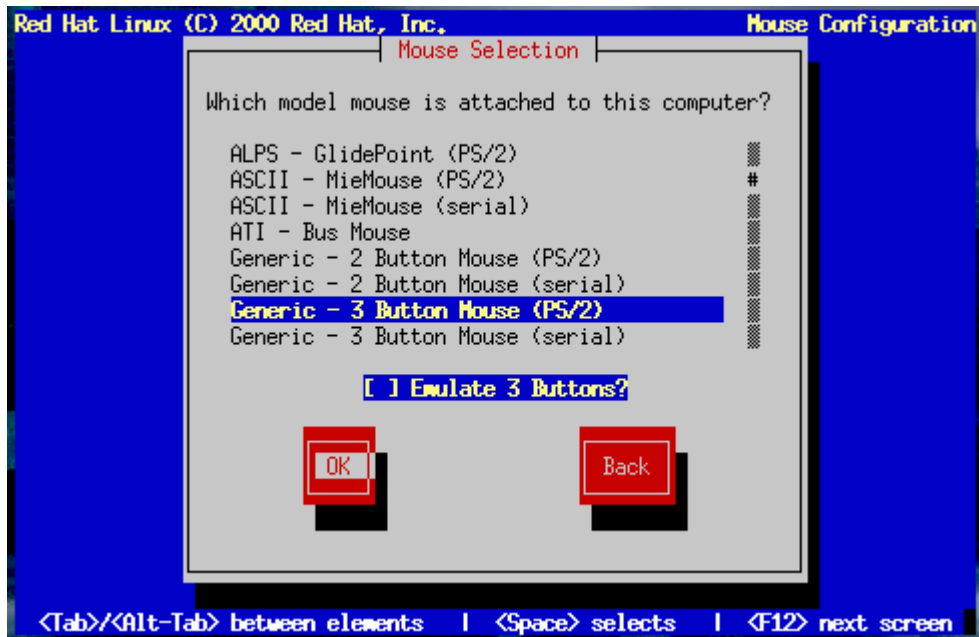 Red Hat Linux (C) 2000 Red Hat, Inc. Mouse Configuration
Mouse Selection
Which model mouse is attached to this computer?
ALPS - GlidePoint (PS/2)
ASCII - MieMouse (PS/2) #
ASCII - MieMouse (serial)
ATI - Bus Mouse
Generic - 2 Button Mouse (PS/2)
Generic - 2 Button Mouse (serial)
Generic - 3 Button Mouse (PS/2)
Generic - 3 Button Mouse (serial)
[ ] Emulate 3 Buttons?
OK Back
<Tab>/<Alt-Tab> between elements | <Space> selects | <F12> next screen